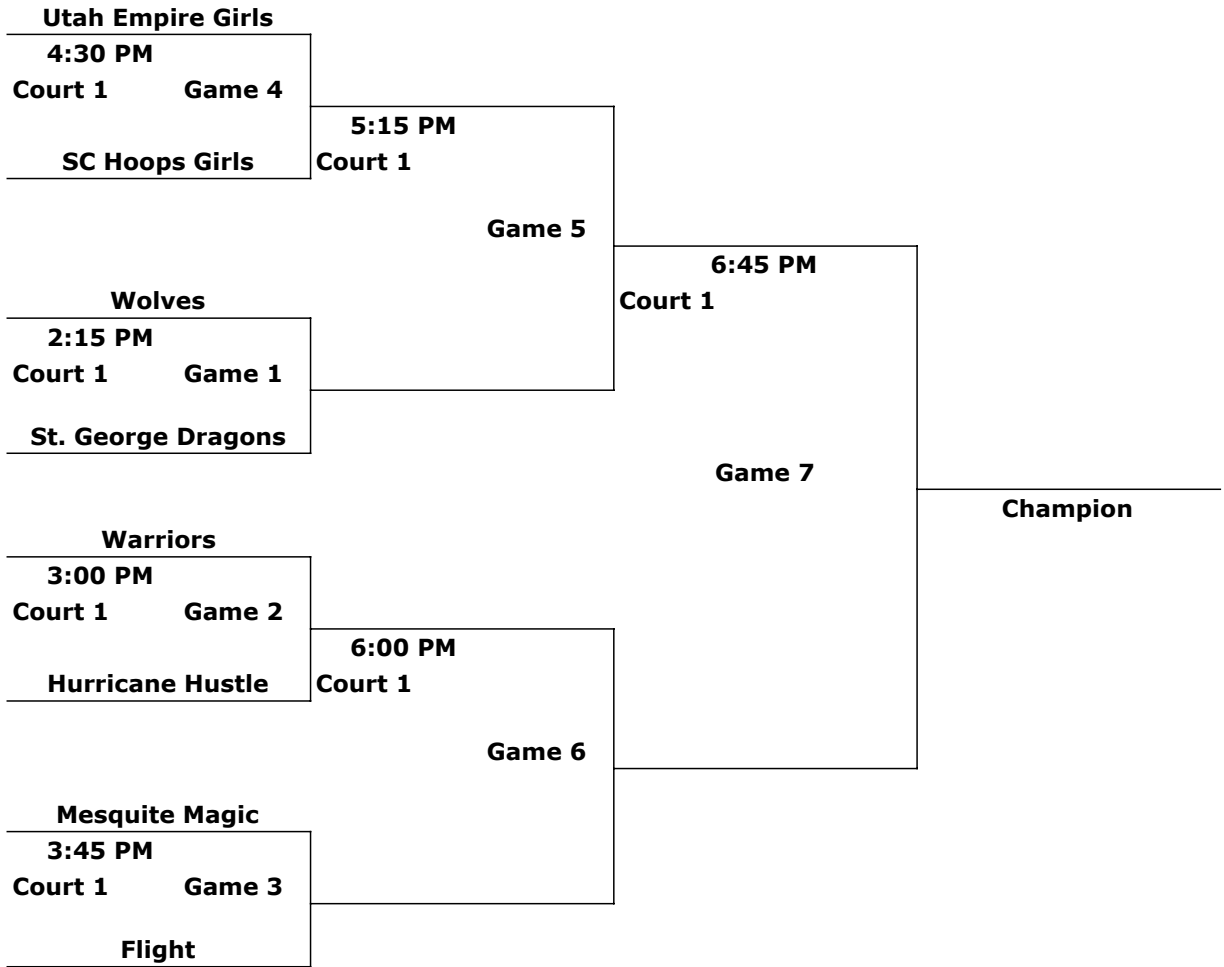 Utah Empire Girls
4:30 PM
Court 1 Game 4
5:15 PM
SC Hoops Girls
Court 1
Game 5
6:45 PM
Wolves
Court 1
2:15 PM
Court 1 Game 1
St. George Dragons
Game 7
Champion
Warriors
3:00 PM
Court 1 Game 2
6:00 PM
Hurricane Hustle
Court 1
Game 6
Mesquite Magic
3:45 PM
Court 1 Game 3
Flight